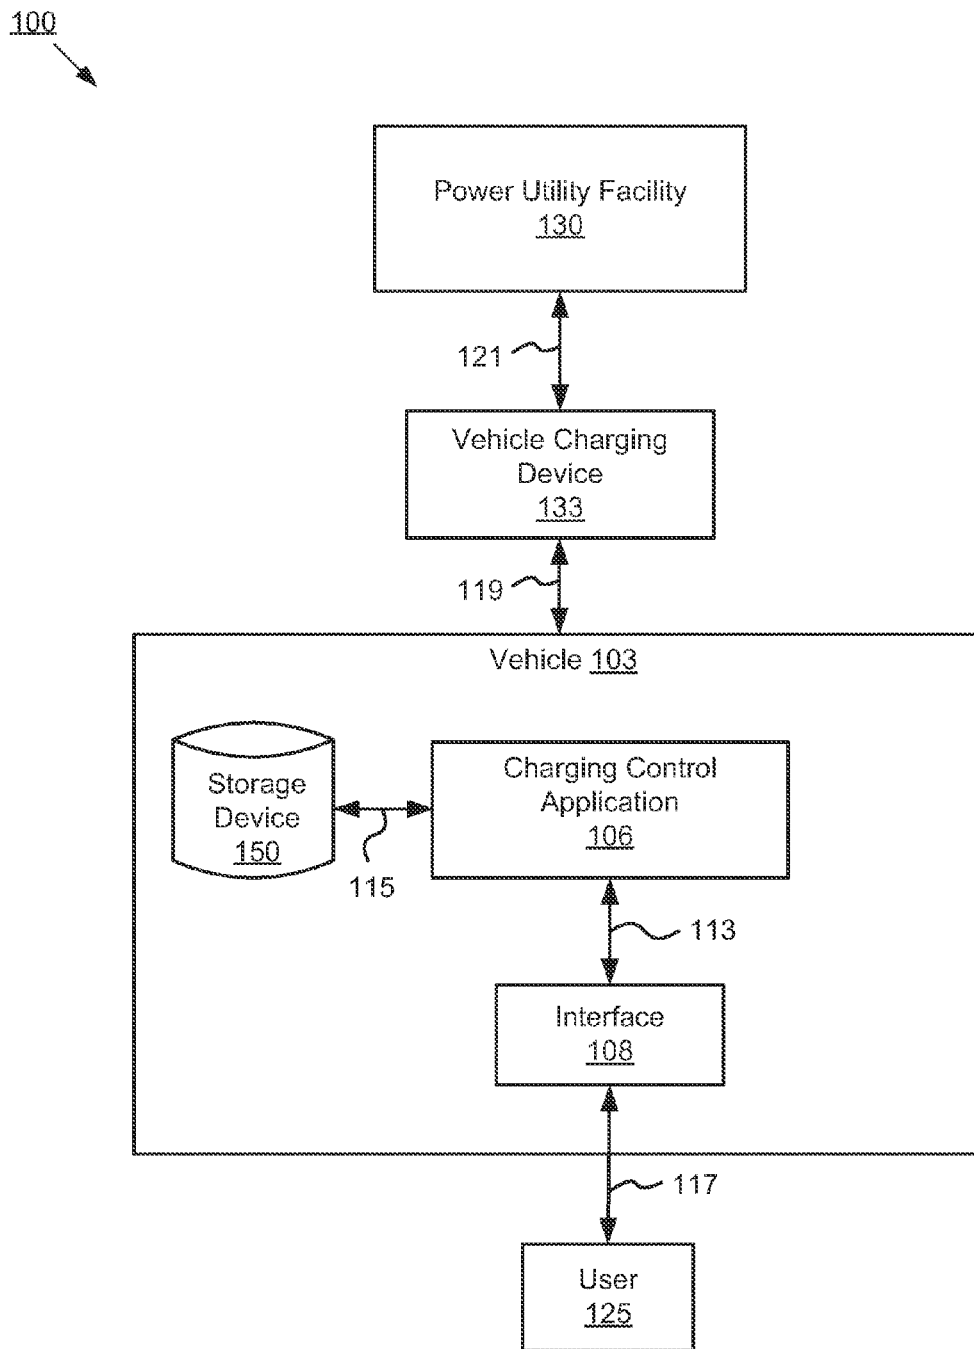 100
Power Utility Facility
130
121
Vehicle Charging
Device
133
119
Vehicle 103
Storage
Device
150
115
Charging Control
Application
106
113
Interface
108
117
User
125